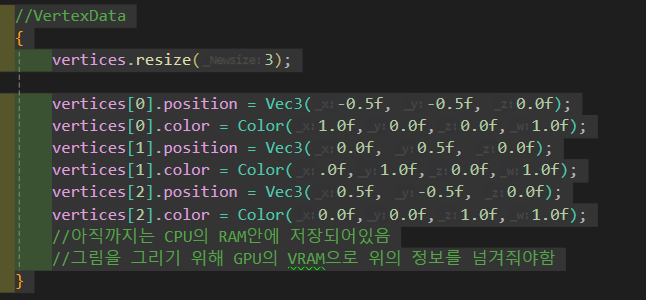 //VertexData
{
vertices.resize(_Newsize:3);
vertices[0].position = Vec3(_x:-0.5f, _y:-0.5f, _z:0.0f);
vertices[0].color = Color(_x:1.0f,_y:0.0f,_z:0.0f,_w:1.0f);
vertices[1].position = Vec3(_x:0.0f, _y:0.5f, _z:0.0f);
vertices[1].color = Color(_x:.0f,_y:1.0f,_z:0.0f,_w:1.0f);
vertices[2].position = Vec3(_x:0.5f, _y:-0.5f, _z:0.0f);
vertices[2].color = Color(_x:0.0f,_y:0.0f,_z:1.0f,_w:1.0f);
//아직까지는 CPU의 RAM안에 저장되어있음
//그림을 그리기 위해 GPU의 VRAM으로 위의 정보를 넘겨줘야함
}